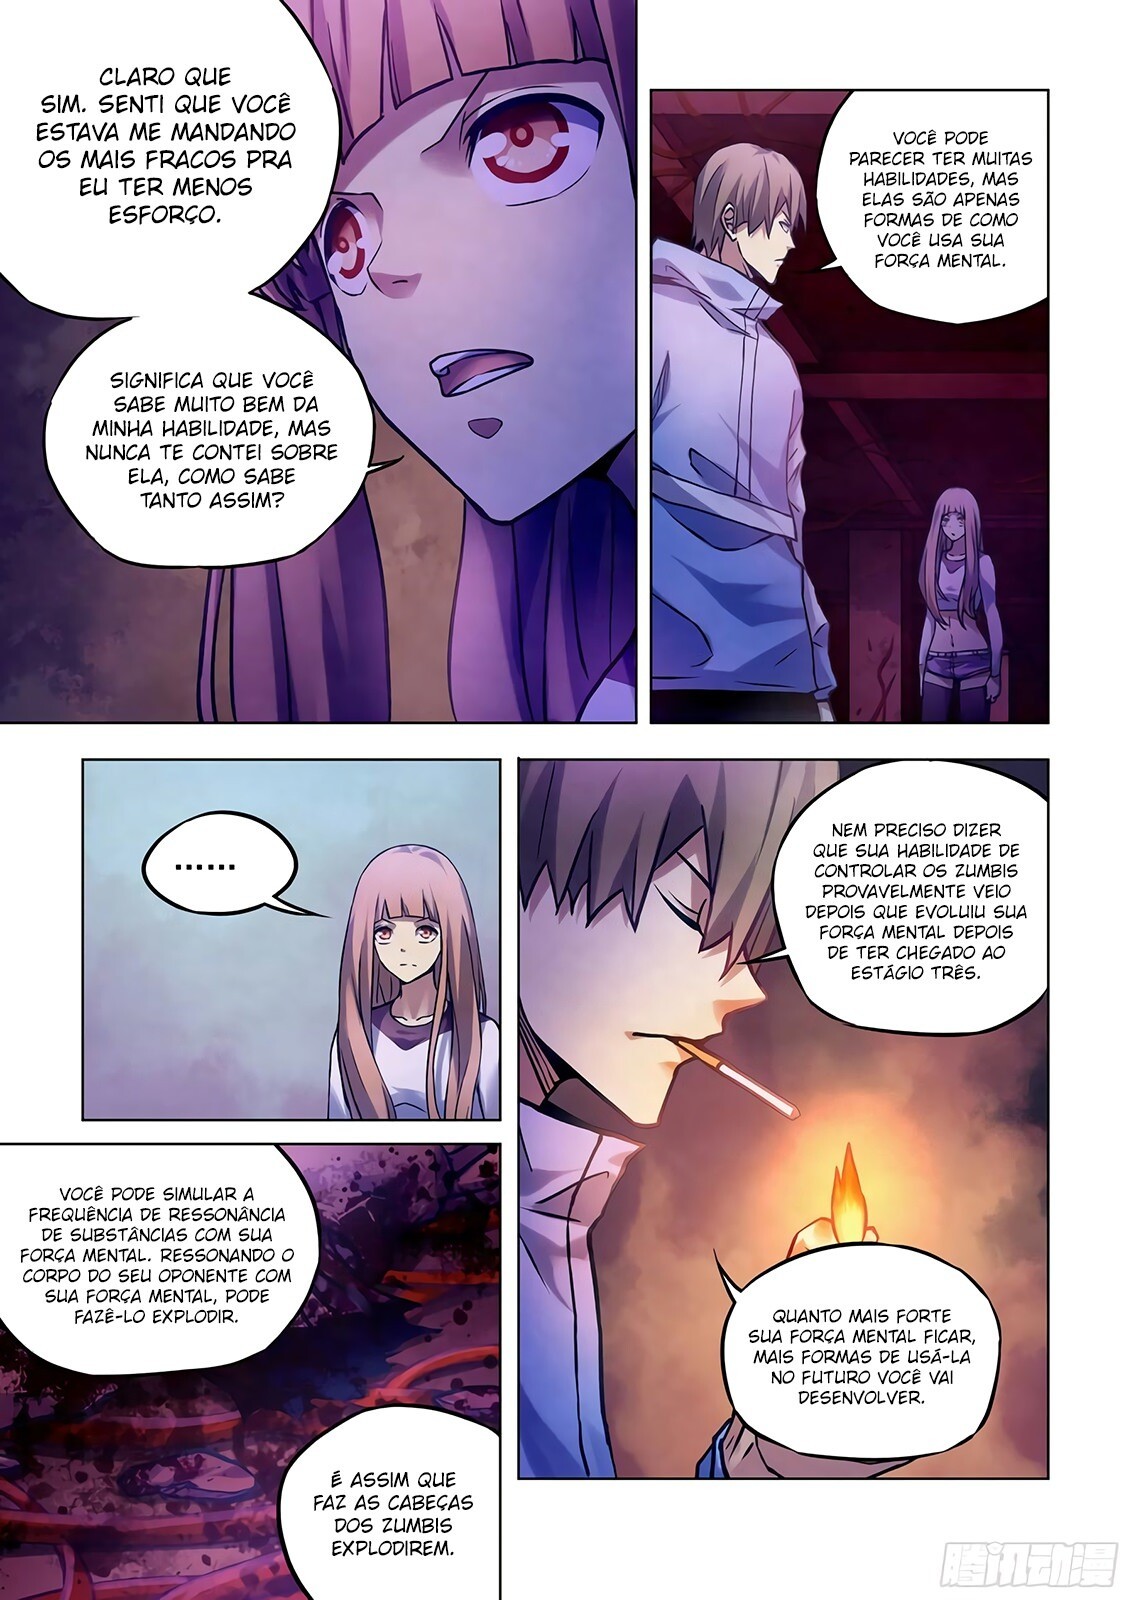 CLARO QUE
SIM. SENTI QUE VOCÊ
ESTAVA ME MANDANDO
OS MAIS FRACOS PRA
EU TER MENOS
ESFORÇO.
SIGNIFICA QUE VOCÊ
SABE MUITO BEM DA
MINHA HABILIDADE, MAS
NUNCA TE CONTEI SOBRE
ELA, COMO SABE
TANTO ASSIM?
VOCÊ PODE
PARECER TER MUITAS
HABILIDADES, MAS
ELAS SÃO APENAS
FORMAS DE COMO
VOCÊ USA SUA
FORÇA MENTAL.
......
NEM PRECISO DIZER
QUE SUA HABILIDADE DE
CONTROLAR OS ZUMBIS
PROVAVELMENTE VEIO
DEPOIS QUE EVOLUIU SUA
FORÇA MENTAL DEPOIS
DE TER CHEGADO AO
ESTÁGIO TRÊS.
QUANTO MAIS FORTE
SUA FORÇA MENTAL FICAR,
MAIS FORMAS DE USÁ-LA
NO FUTURO VOCÊ VAI
DESENVOLVER.
VOCÊ PODE SIMULAR A
FREQUÊNCIA DE RESSONÂNCIA
DE SUBSTÂNCIAS COM SUA
FORÇA MENTAL. RESSONANDO O
CORPO DO SEU OPONENTE COM
SUA FORÇA MENTAL, PODE
FAZÊ-LO EXPLODIR.
É ASSIM QUE
FAZ AS CABEÇAS
DOS ZUMBIS
EXPLODIREM.
腾讯动漫